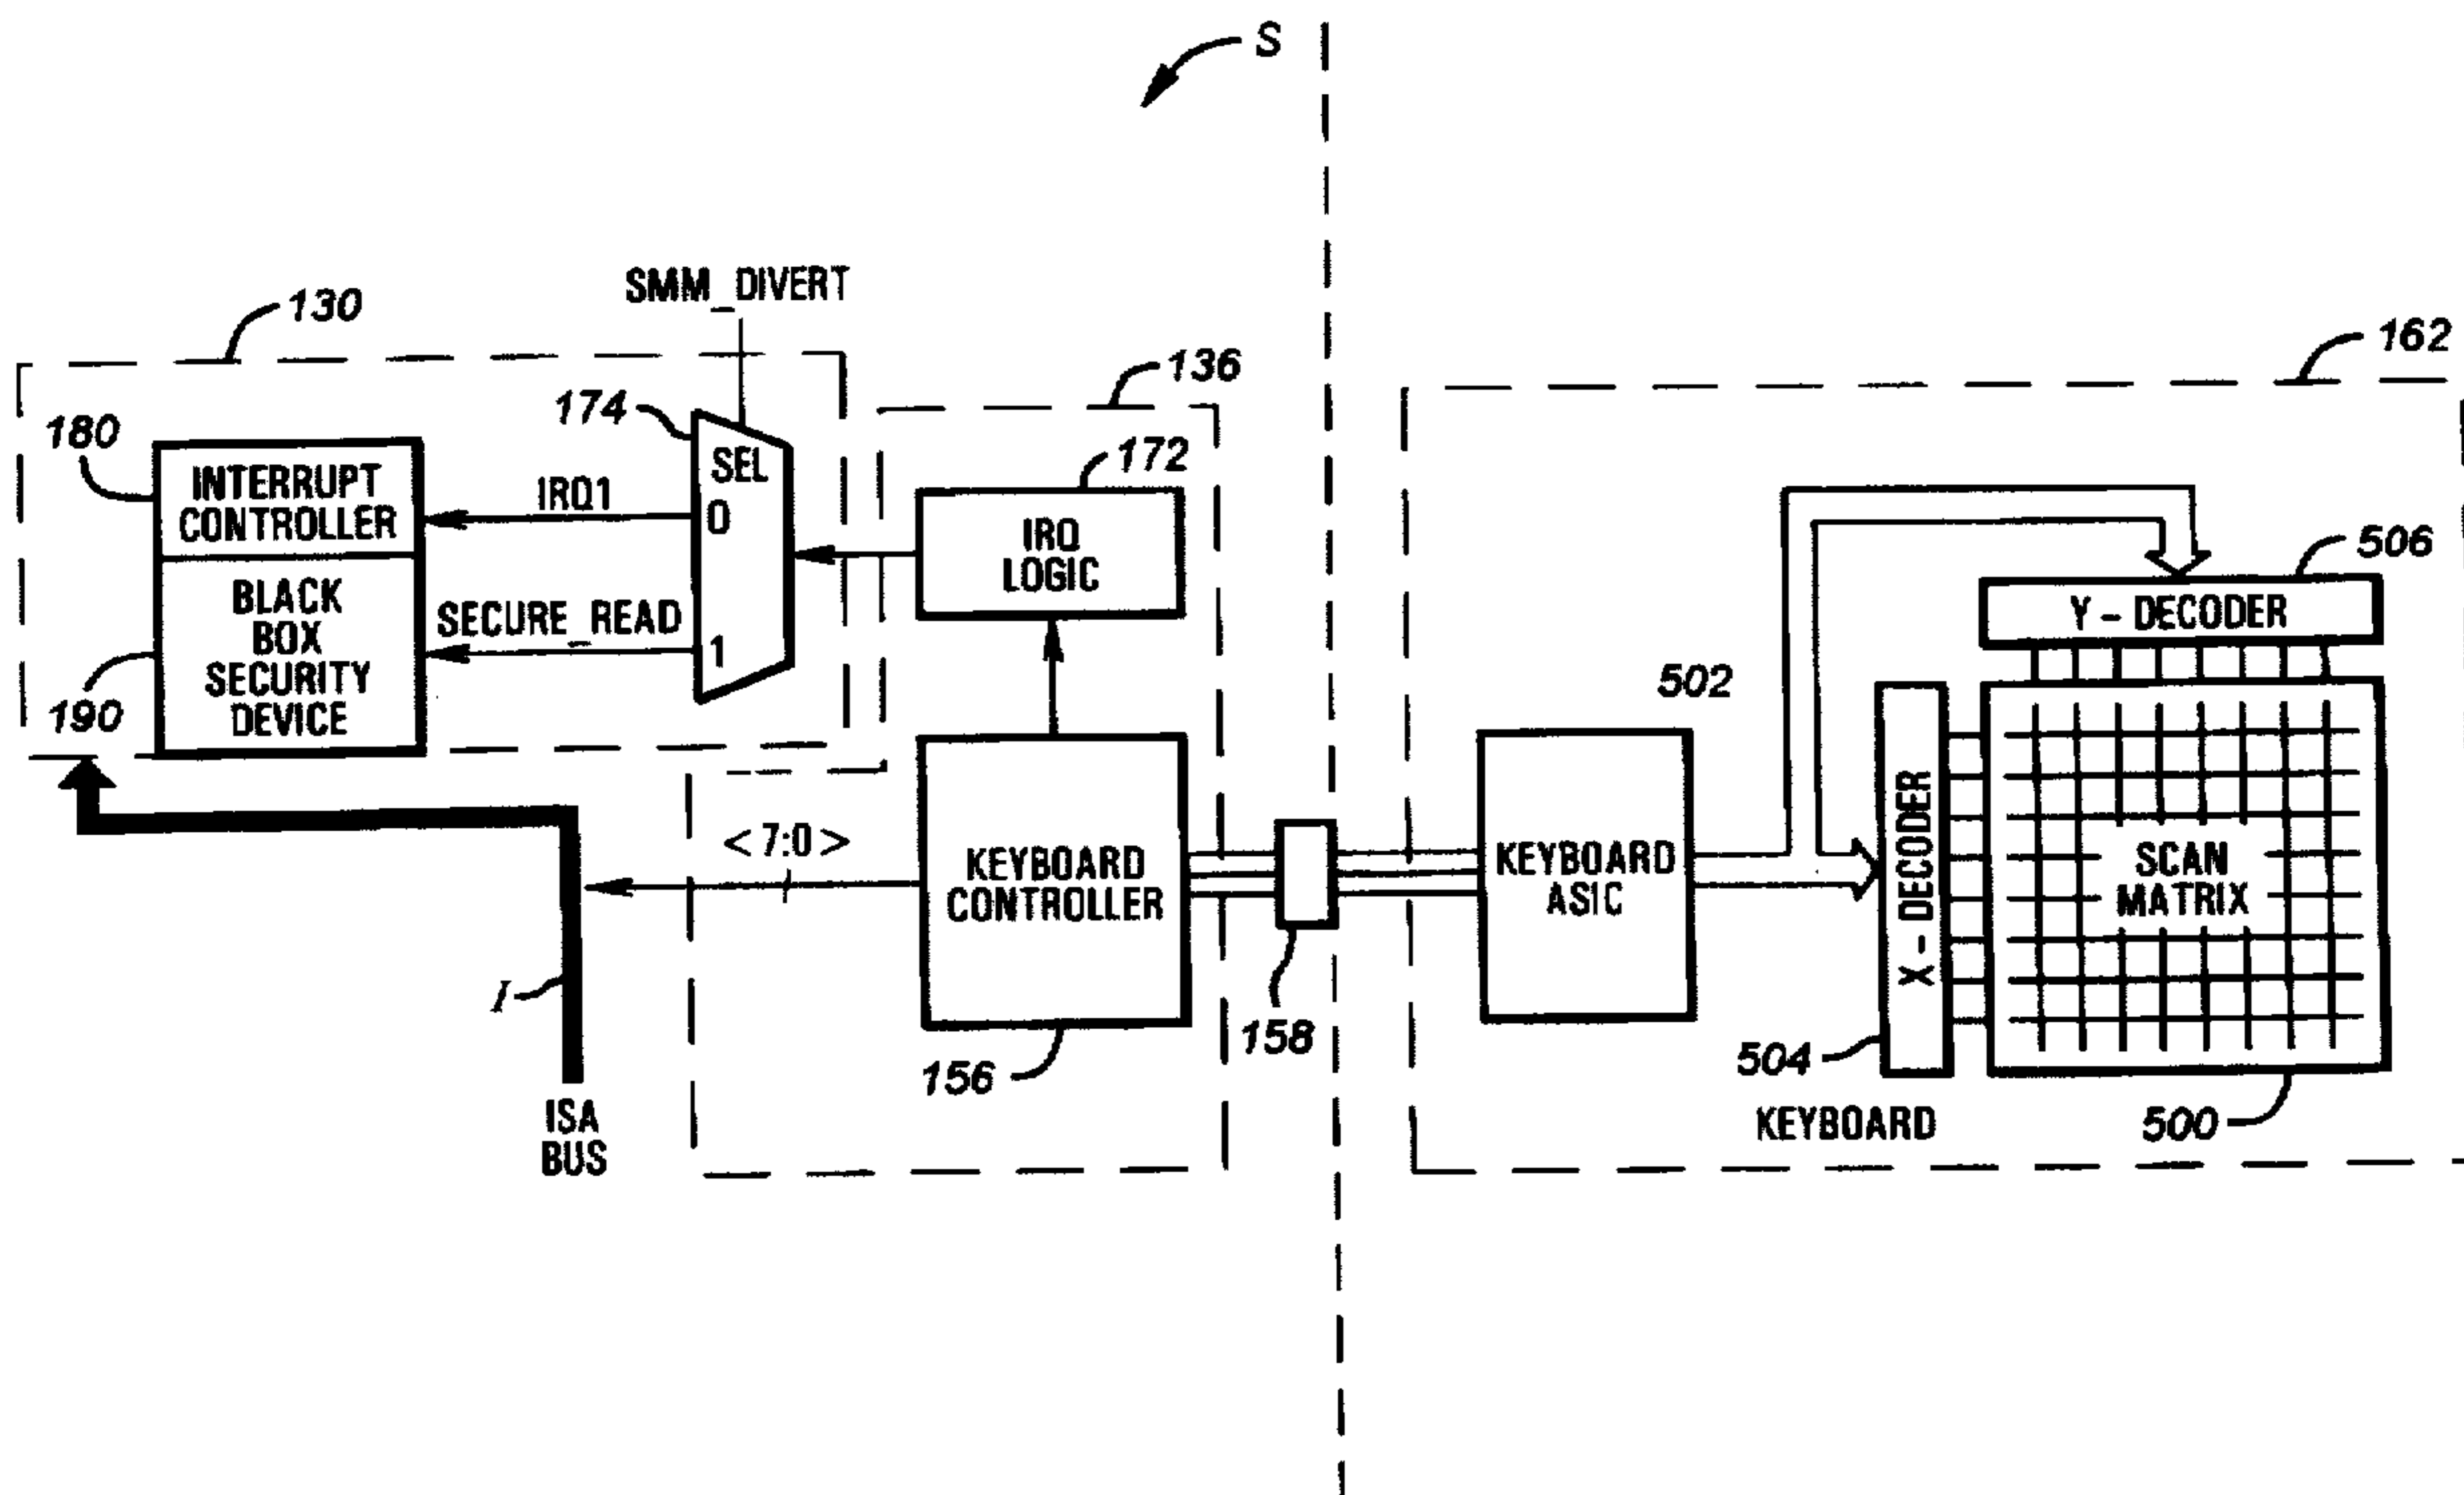 S
SMM_DIVERT
130
136
162
174
180
SEL
172
INTERRUPT
CONTROLLER
IRQ1
0
IRQ
LOGIC
506
Y - DECODER
BLACK
BOX
SECURITY
DEVICE
SECURE_READ
1
190
502
< 7:0 >
KEYBOARD
CONTROLLER
KEYBOARD
ASIC
X - DECODER
SCAN
MATRIX
I
158
156
504
ISA
BUS
KEYBOARD
500